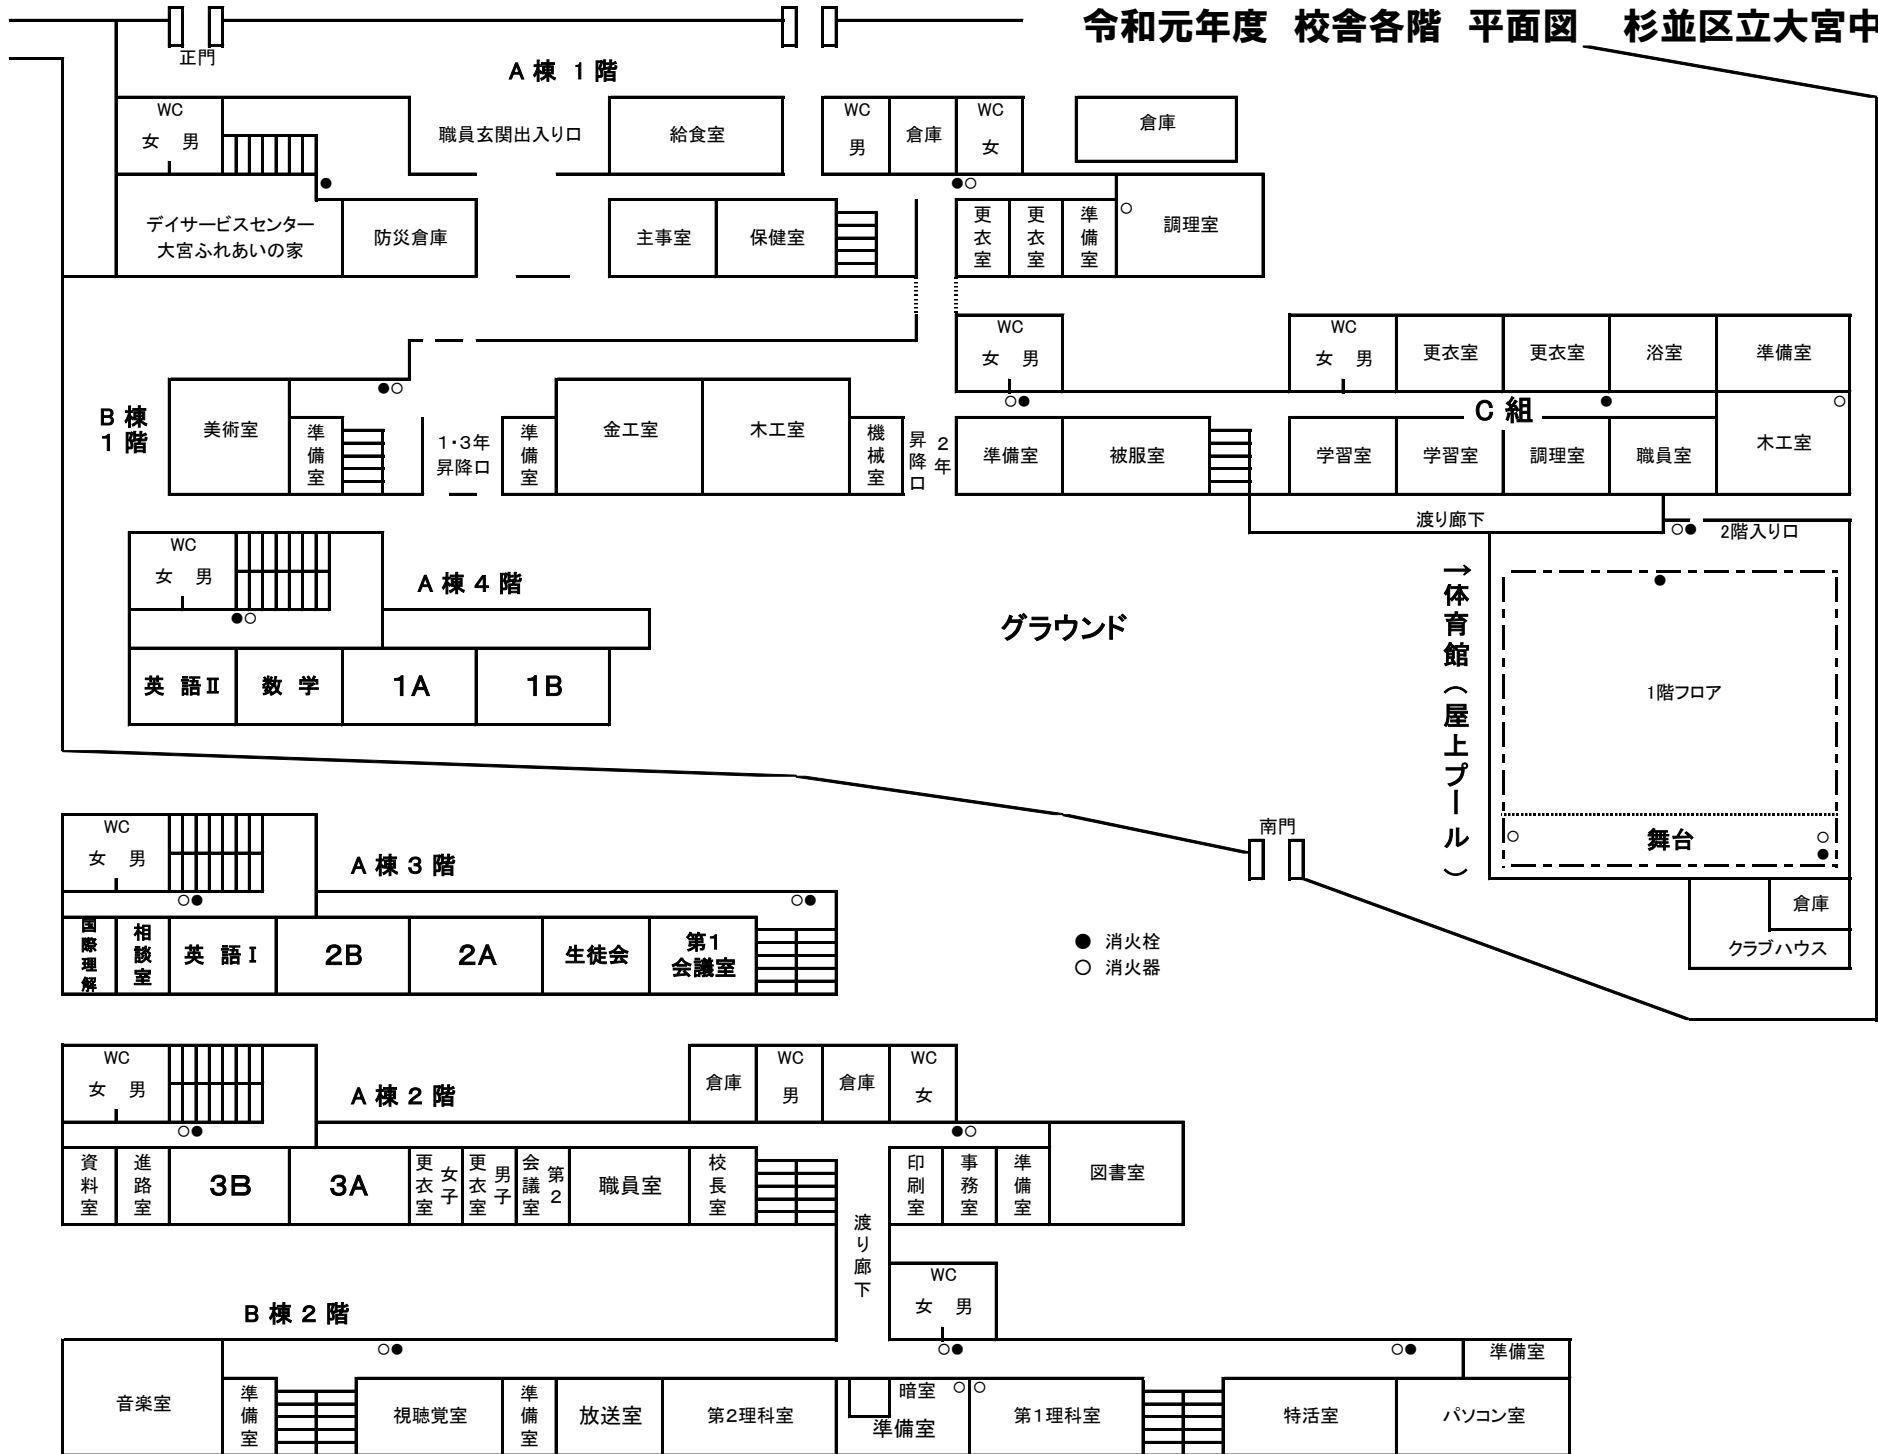 令和元年度 校舎各階 平面図 杉並区立大宮中
正門
A 棟 1 階
WC
女 男
職員玄関出入り口
給食室
WC
男
倉庫
WC
女
倉庫
デイサービスセンター
大宮ふれあいの家
防災倉庫
主事室
保健室
更衣室
更衣室
準備室
調理室
B 棟
1 階
美術室
準備室
1・3年
昇降口
準備室
金工室
木工室
機械室
2年
昇降口
WC
女 男
準備室
被服室
WC
女 男
更衣室
更衣室
浴室
準備室
C 組
学習室
学習室
調理室
職員室
木工室
渡り廊下
2階入り口
WC
女 男
A 棟 4 階
英 語Ⅱ
数 学
1A
1B
グラウンド
→体育館（屋上プール）
1階フロア
舞台
南門
倉庫
クラブハウス
WC
女 男
A 棟 3 階
国際理解
相談室
英 語Ⅰ
2B
2A
生徒会
第1
会議室
● 消火栓
○ 消火器
WC
女 男
A 棟 2 階
倉庫
WC
男
倉庫
WC
女
資料室
進路室
3B
3A
女子
更衣室
男子
更衣室
第2
会議室
職員室
校長室
印刷室
事務室
準備室
図書室
渡り廊下
WC
女 男
B 棟 2 階
音楽室
準備室
視聴覚室
準備室
放送室
第2理科室
暗室
準備室
第1理科室
特活室
準備室
パソコン室